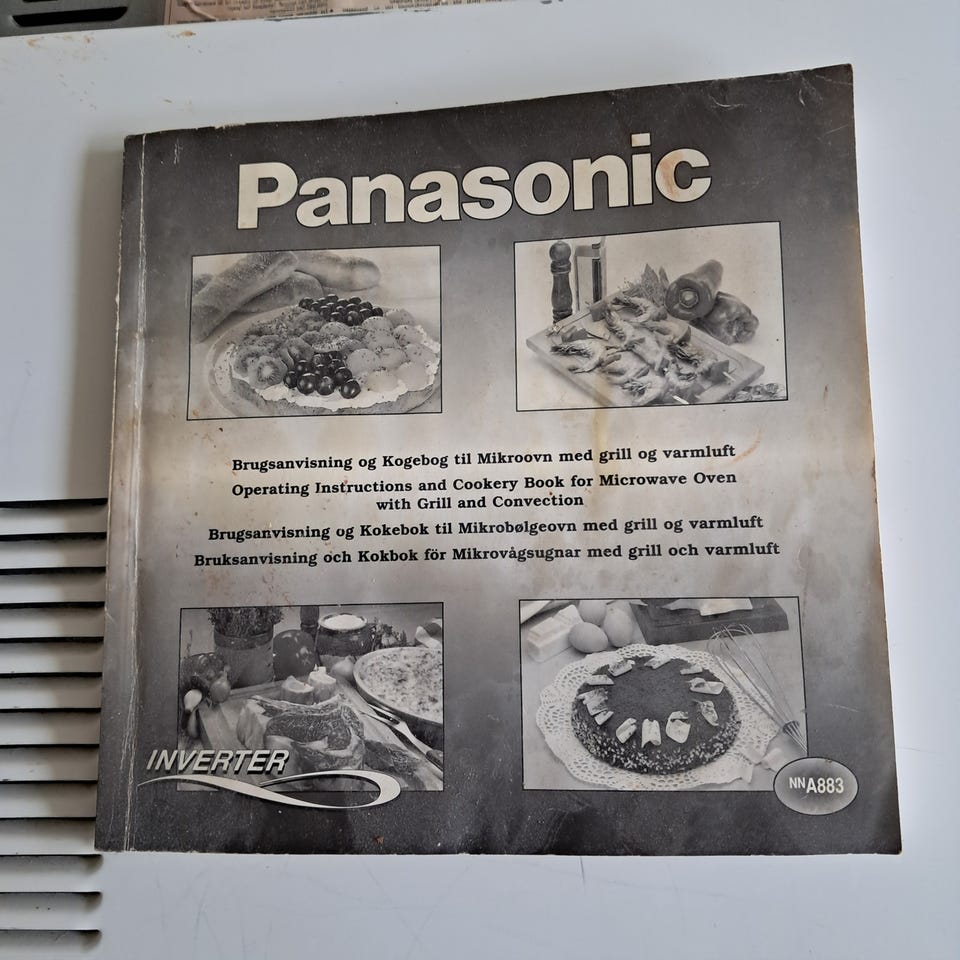 Panasonic
Brugsanvisning og Kogebog til Mikroovn med grill og varmluft
Operating Instructions and Cookery Book for Microwave Oven
with Grill and Convection
Brugsanvisning og Kokebok til Mikrobølgeovn med grill og varmluft
Bruksanvisning och Kokbok för Mikrovågsugnar med grill och varmluft
INVERTER
NNA883